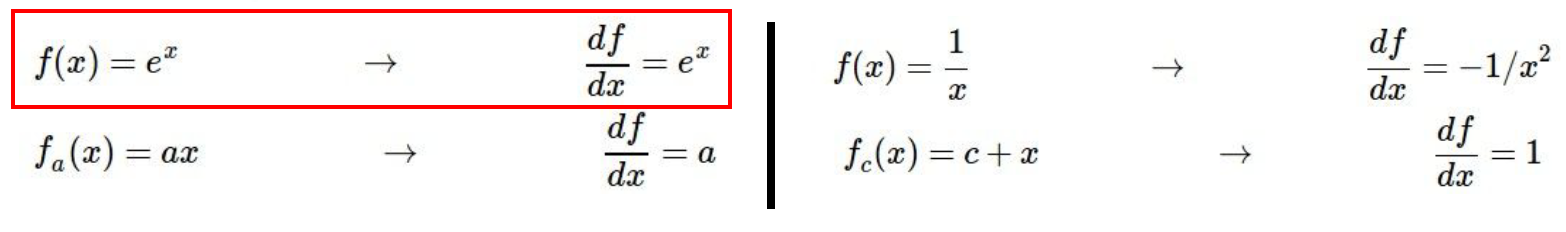 f(x) = e^x → df/dx = e^x
f_a(x) = ax → df/dx = a
f(x) = 1/x → df/dx = −1/x^2
f_c(x) = c + x → df/dx = 1